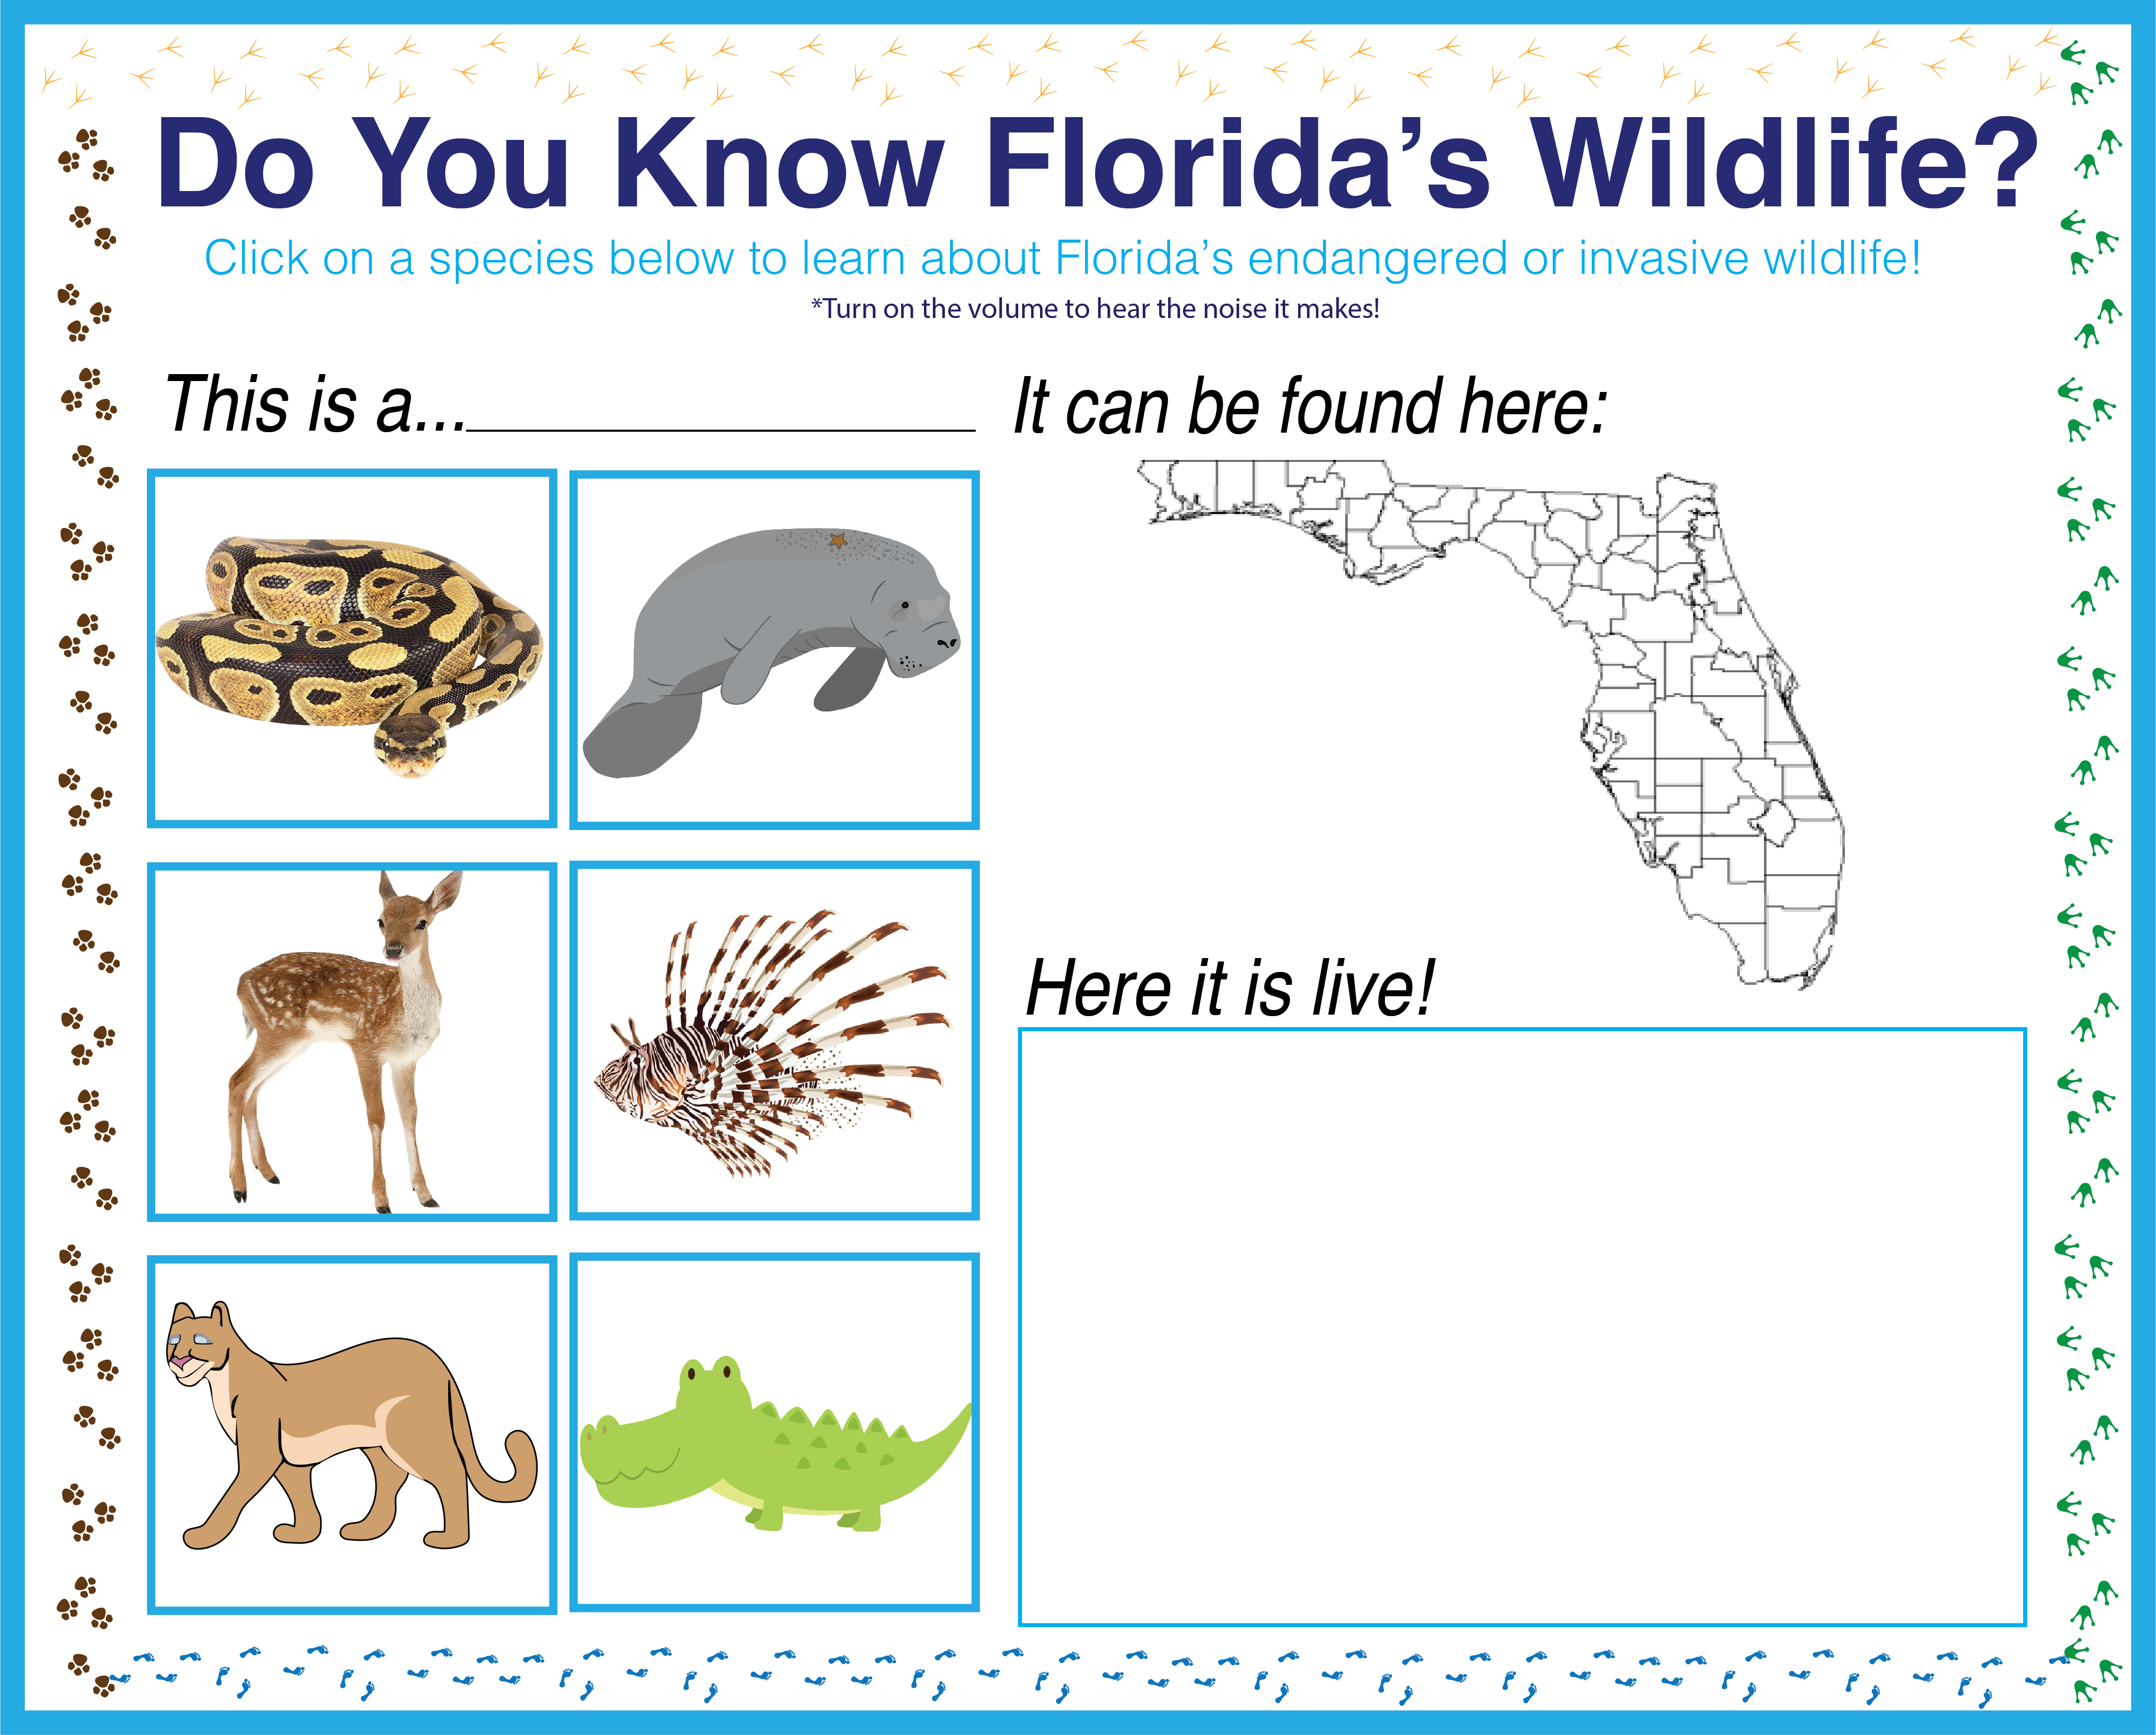 Do You Know Florida’s Wildlife?
Click on a species below to learn about Florida’s endangered or invasive wildlife!
*Turn on the volume to hear the noise it makes!
This is a...
It can be found here:
Here it is live!